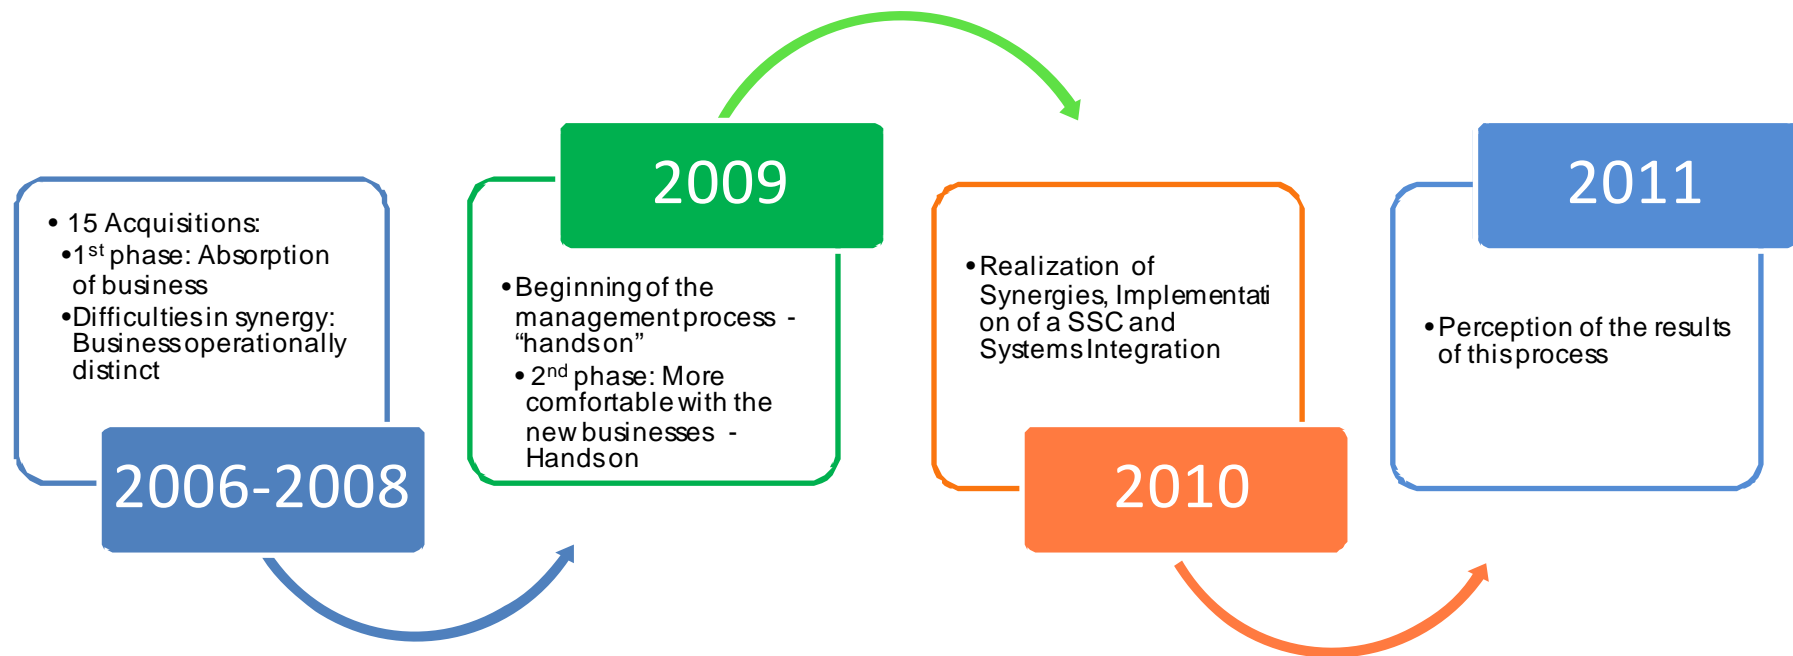 • 15 Acquisitions:
•1st phase: Absorption
of business
•Difficulties in synergy:
Business operationally
distinct
2006-2008
2009
•Beginning of the
management process -
“hands on”
• 2nd phase: More
comfortable with the
new businesses -
Hands on
•Realization of
Synergies, Implementati
on of a SSC and
Systems Integration
2010
2011
•Perception of the results
of this process